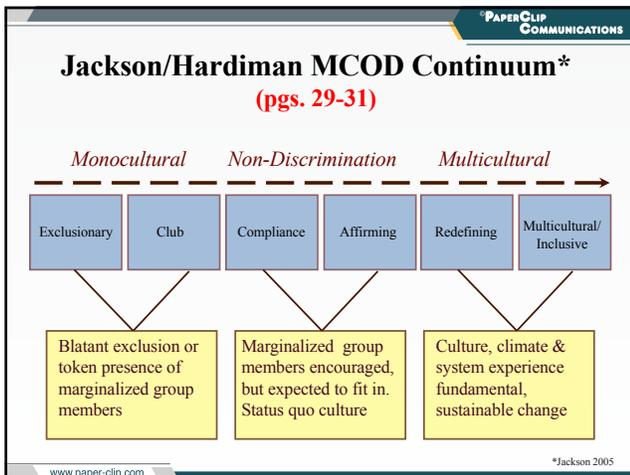 ©PAPERCLIP
COMMUNICATIONS
Jackson/Hardiman MCOD Continuum*
(pgs. 29-31)
Monocultural
Non-Discrimination
Multicultural
Exclusionary
Club
Compliance
Affirming
Redefining
Multicultural/
Inclusive
Blatant exclusion or
token presence of
marginalized group
members
Marginalized group
members encouraged,
but expected to fit in.
Status quo culture
Culture, climate &
system experience
fundamental,
sustainable change
*Jackson 2005
www.paper-clip.com